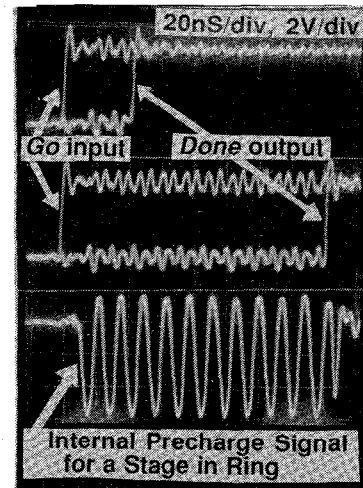 20nS/div, 2V/div
Go input
Done output
Internal Precharge Signal
for a Stage in Ring